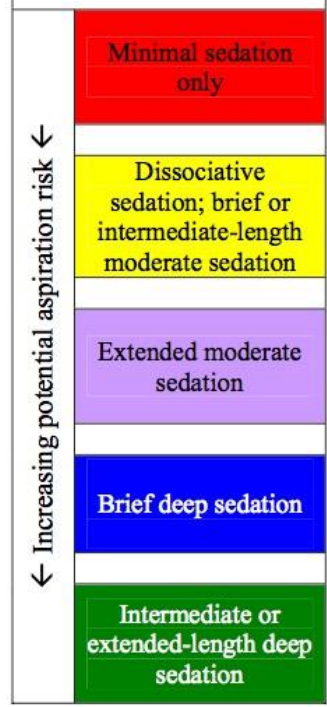 ← Increasing potential aspiration risk ←
Minimal sedation
only
Dissociative
sedation; brief or
intermediate-length
moderate sedation
Extended moderate
sedation
Brief deep sedation
Intermediate or
extended-length deep
sedation